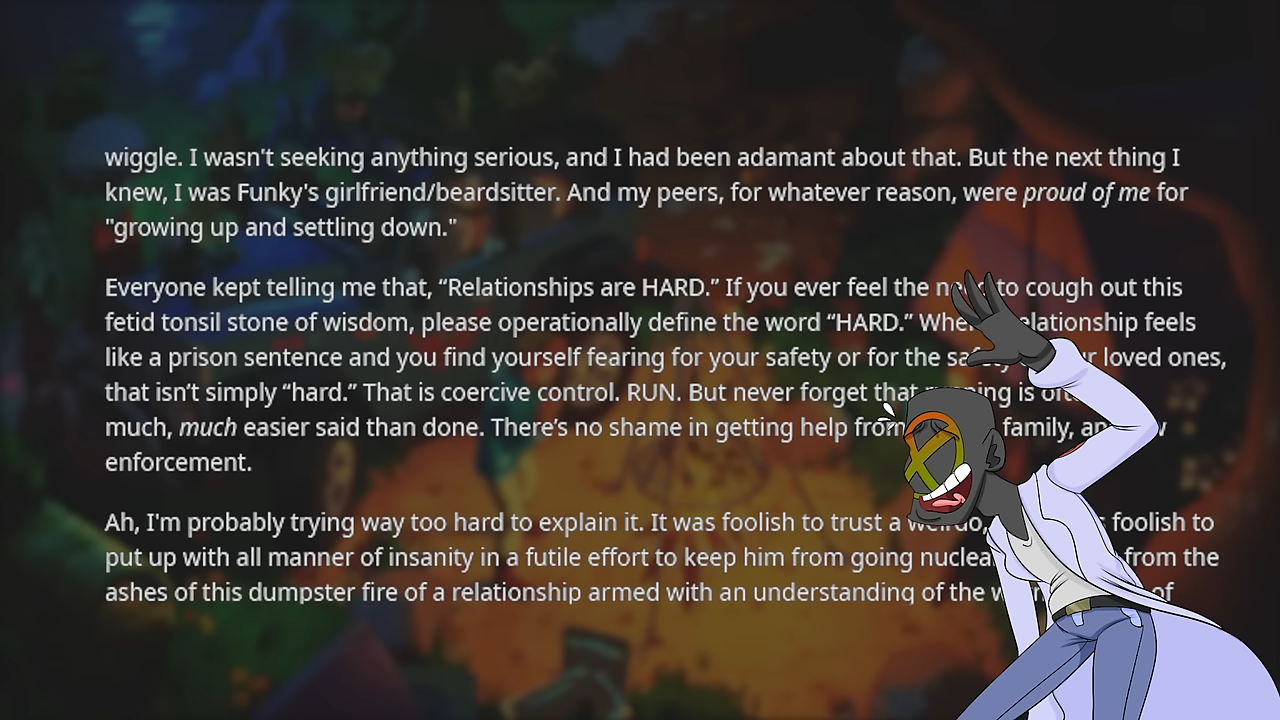 wiggle. I wasn't seeking anything serious, and I had been adamant about that. But the next thing I
knew, I was Funky's girlfriend/beardsitter. And my peers, for whatever reason, were proud of me for
"growing up and settling down."
Everyone kept telling me that, “Relationships are HARD.” If you ever feel the to cough out this
fetid tonsil stone of wisdom, please operationally define the word “HARD.” feels
like a prison sentence and you find yourself fearing for your safety or for the loved ones,
that isn’t simply “hard.” That is coercive control. RUN. But never forget that is
much, much easier said than done. There’s no shame in getting help from family,
enforcement.
Ah, I'm probably trying way too hard to explain it. It was foolish to trust a foolish to
put up with all manner of insanity in a futile effort to keep him from going from the
ashes of this dumpster fire of a relationship armed with an understanding of the of